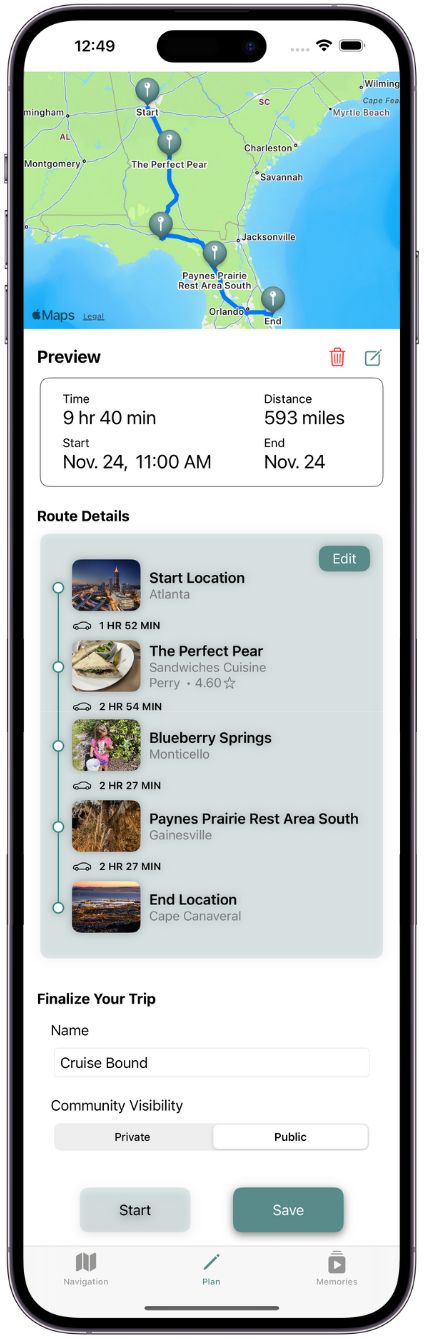 12:49
Wilming
Cape Fea
Myrtle Beach
SC
mingham
AL
Start
Montgomery
The Perfect Pear
Charleston
Savannah
Jacksonville
Paynes Prairie
Rest Area South
Orlando
End
Maps Legal
Preview
Time
9 hr 40 min
Distance
593 miles
Start
Nov. 24, 11:00 AM
End
Nov. 24
Route Details
Edit
Start Location
Atlanta
1 HR 52 MIN
The Perfect Pear
Sandwiches Cuisine
Perry • 4.60☆
2 HR 54 MIN
Blueberry Springs
Monticello
2 HR 27 MIN
Paynes Prairie Rest Area South
Gainesville
2 HR 27 MIN
End Location
Cape Canaveral
Finalize Your Trip
Name
Cruise Bound
Community Visibility
Private Public
Start Save
Navigation Plan Memories